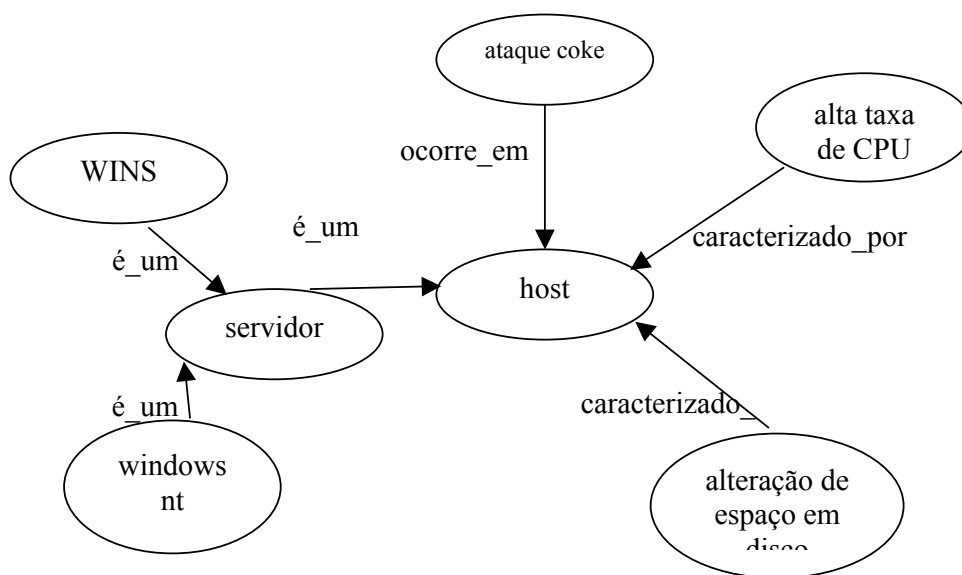 ataque coke
alta taxa
de CPU
ocorre_em
WINS
é_um
caracterizado_por
é_um
host
servidor
é_um
caracterizado_
windows
nt
alteração de
espaço em
disco